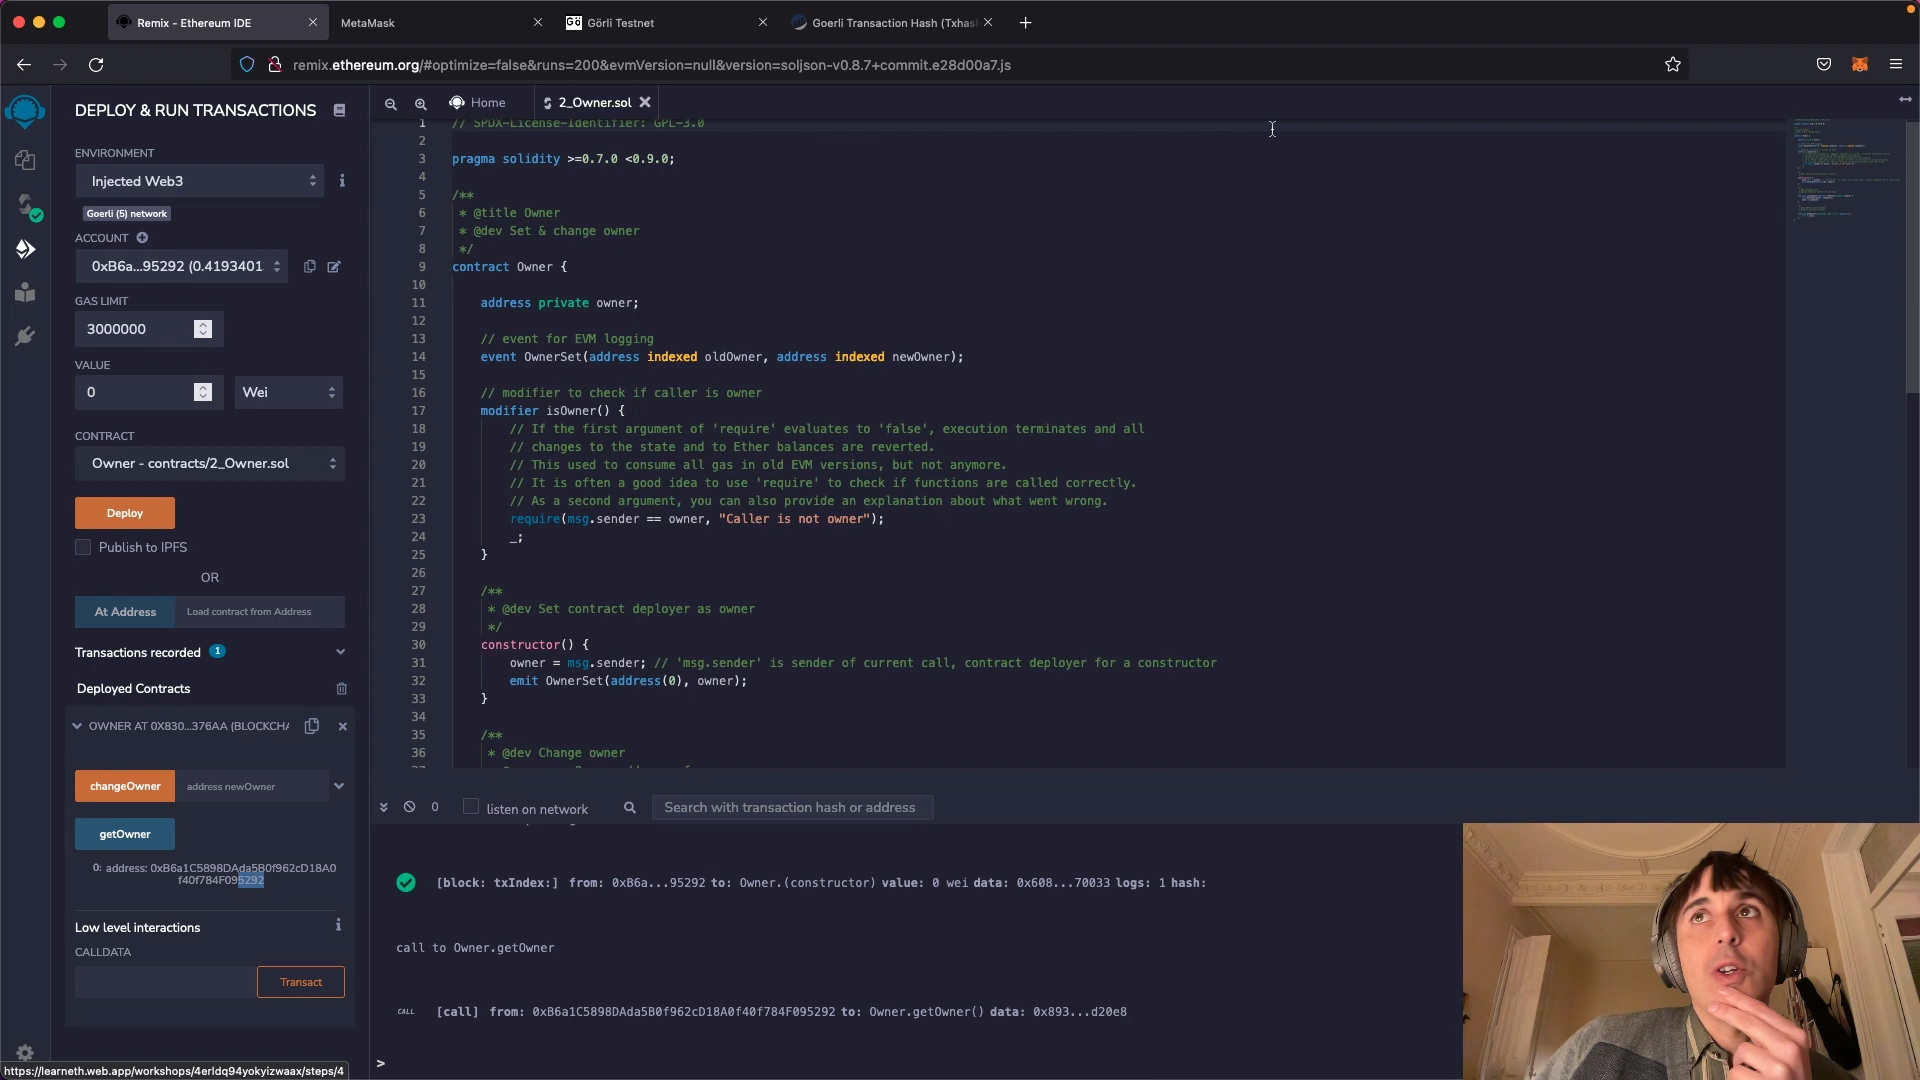 Remix - Ethereum IDE
MetaMask
Gö Görli Testnet
Goerli Transaction Hash (Txhas
remix.ethereum.org/#optimize=false&runs=200&evmVersion=null&version=soljson-v0.8.7+commit.e28d00a7.js
DEPLOY & RUN TRANSACTIONS
ENVIRONMENT
Injected Web3
Goerli (5) network
ACCOUNT
0xB6a...95292 (0.4193401
GAS LIMIT
3000000
VALUE
0
Wei
CONTRACT
Owner - contracts/2_Owner.sol
Deploy
Publish to IPFS
OR
At Address
Load contract from Address
Transactions recorded 1
Deployed Contracts
OWNER AT 0X830...376AA (BLOCKCHA
changeOwner
address newOwner
getOwner
0: address: 0xB6a1C5898DAda5B0f962cD18A0
f40f784F095292
Low level interactions
CALLDATA
Transact
https://learneth.web.app/workshops/4erldq94yokyizwaax/steps/4
Home
2_Owner.sol
1 // SPDX-License-Identifier: GPL-3.0
2
3 pragma solidity >=0.7.0 <0.9.0;
4
5 /**
6 * @title Owner
7 * @dev Set & change owner
8 */
9 contract Owner {
10
11 address private owner;
12
13 // event for EVM logging
14 event OwnerSet(address indexed oldOwner, address indexed newOwner);
15
16 // modifier to check if caller is owner
17 modifier isOwner() {
18 // If the first argument of 'require' evaluates to 'false', execution terminates and all
19 // changes to the state and to Ether balances are reverted.
20 // This used to consume all gas in old EVM versions, but not anymore.
21 // It is often a good idea to use 'require' to check if functions are called correctly.
22 // As a second argument, you can also provide an explanation about what went wrong.
23 require(msg.sender == owner, "Caller is not owner");
24 _;
25 }
26
27 /**
28 * @dev Set contract deployer as owner
29 */
30 constructor() {
31 owner = msg.sender; // 'msg.sender' is sender of current call, contract deployer for a constructor
32 emit OwnerSet(address(0), owner);
33 }
34
35 /**
36 * @dev Change owner
0
listen on network
Search with transaction hash or address
[block: txIndex:] from: 0xB6a...95292 to: Owner.(constructor) value: 0 wei data: 0x608...70033 logs: 1 hash:
call to Owner.getOwner
CALL [call] from: 0xB6a1C5898DAda5B0f962cD18A0f40f784F095292 to: Owner.getOwner() data: 0x893...d20e8
>